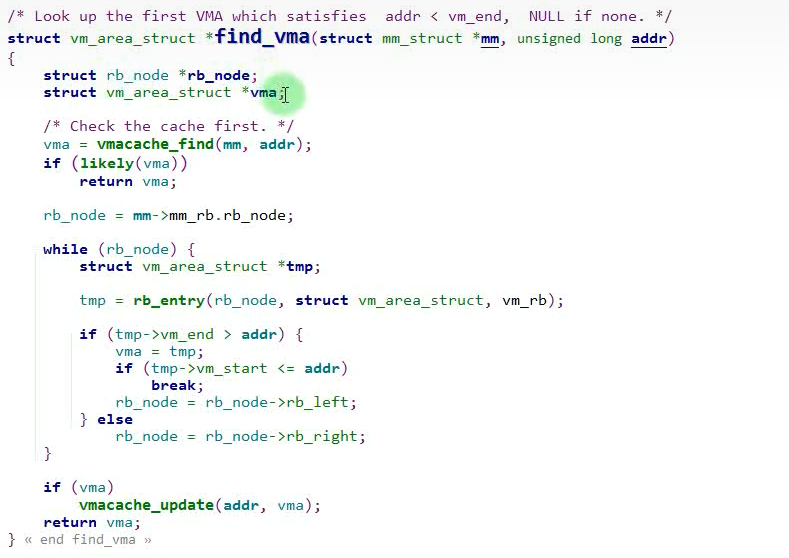 /* Look up the first VMA which satisfies  addr < vm_end,  NULL if none. */
struct vm_area_struct *find_vma(struct mm_struct *mm, unsigned long addr)
{
    struct rb_node *rb_node;
    struct vm_area_struct *vma;

    /* Check the cache first. */
    vma = vmacache_find(mm, addr);
    if (likely(vma))
        return vma;

    rb_node = mm->mm_rb.rb_node;

    while (rb_node) {
        struct vm_area_struct *tmp;

        tmp = rb_entry(rb_node, struct vm_area_struct, vm_rb);

        if (tmp->vm_end > addr) {
            vma = tmp;
            if (tmp->vm_start <= addr)
                break;
            rb_node = rb_node->rb_left;
        } else
            rb_node = rb_node->rb_right;
    }

    if (vma)
        vmacache_update(addr, vma);
    return vma;
} « end find_vma »